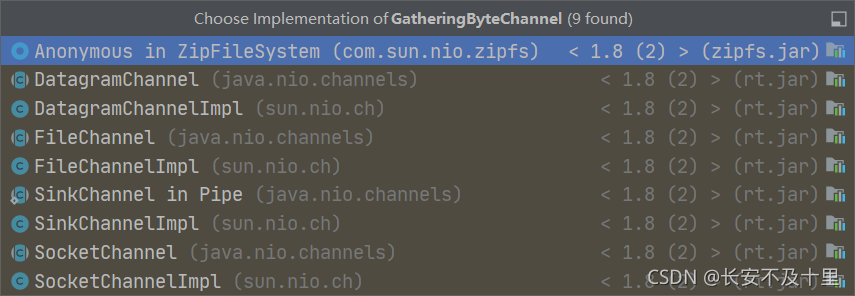 Choose Implementation of GatheringByteChannel (9 found)
Anonymous in ZipFileSystem (com.sun.nio.zipfs) < 1.8 (2) > (zipfs.jar)
DatagramChannel (java.nio.channels) < 1.8 (2) > (rt.jar)
DatagramChannelImpl (sun.nio.ch) < 1.8 (2) > (rt.jar)
FileChannel (java.nio.channels) < 1.8 (2) > (rt.jar)
FileChannelImpl (sun.nio.ch) < 1.8 (2) > (rt.jar)
SinkChannel in Pipe (java.nio.channels) < 1.8 (2) > (rt.jar)
SinkChannelImpl (sun.nio.ch) < 1.8 (2) > (rt.jar)
SocketChannel (java.nio.channels) < 1.8 (2) > (rt.jar)
SocketChannelImpl (sun.nio.ch) < 1.8 (2) > (rt.jar)
CSDN @长安不及十里